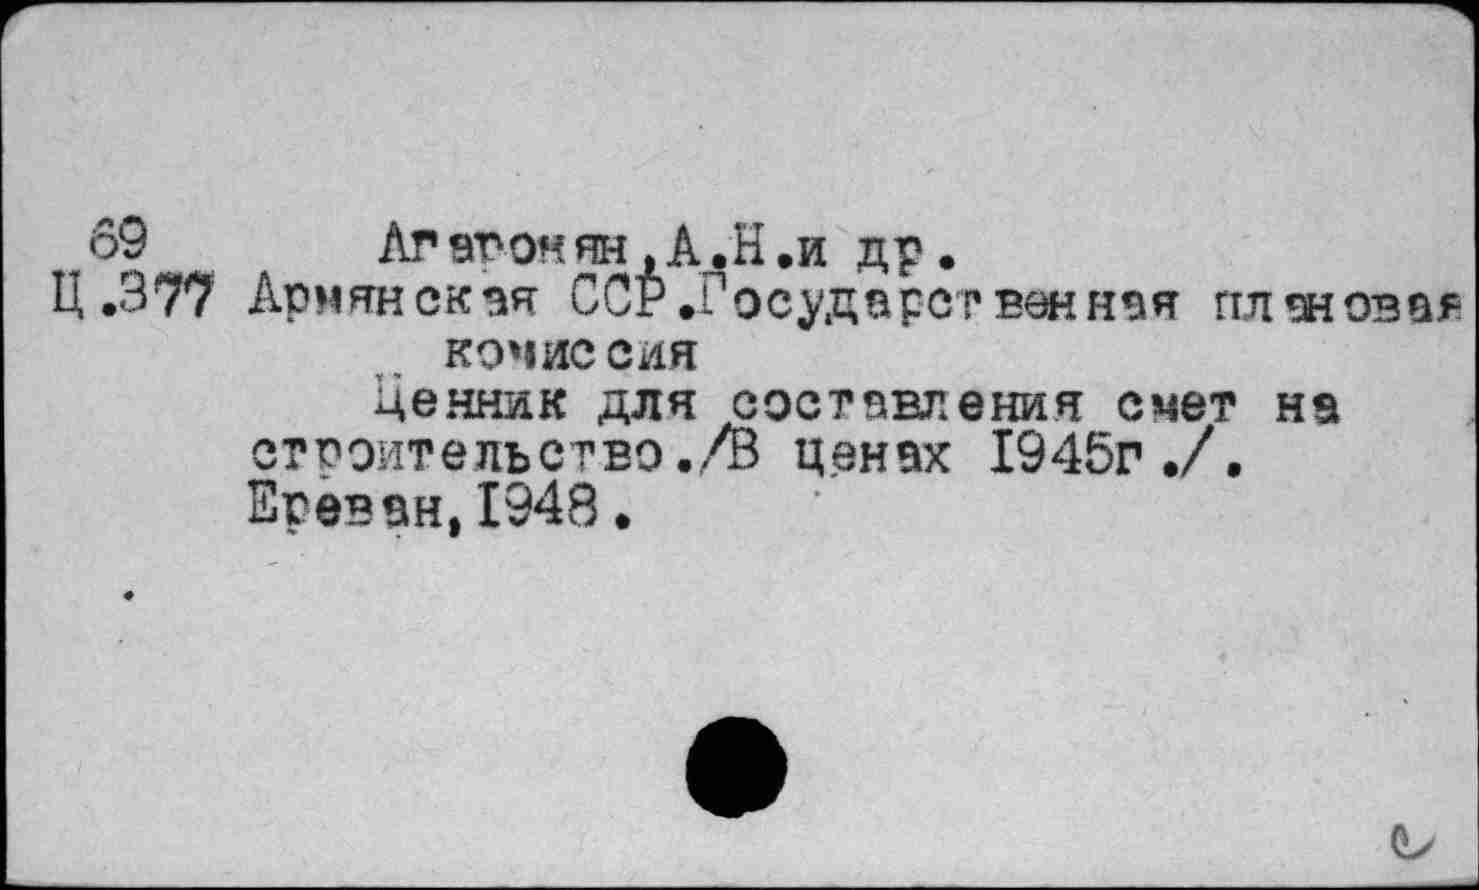 69 Агаронян,А.Н.и др.
Ц.377 Армянская ССР.Государственная плановая
комиссия
Ценник для составления смет на
строительство./В ценах 1945г./.
Ереван,1948.